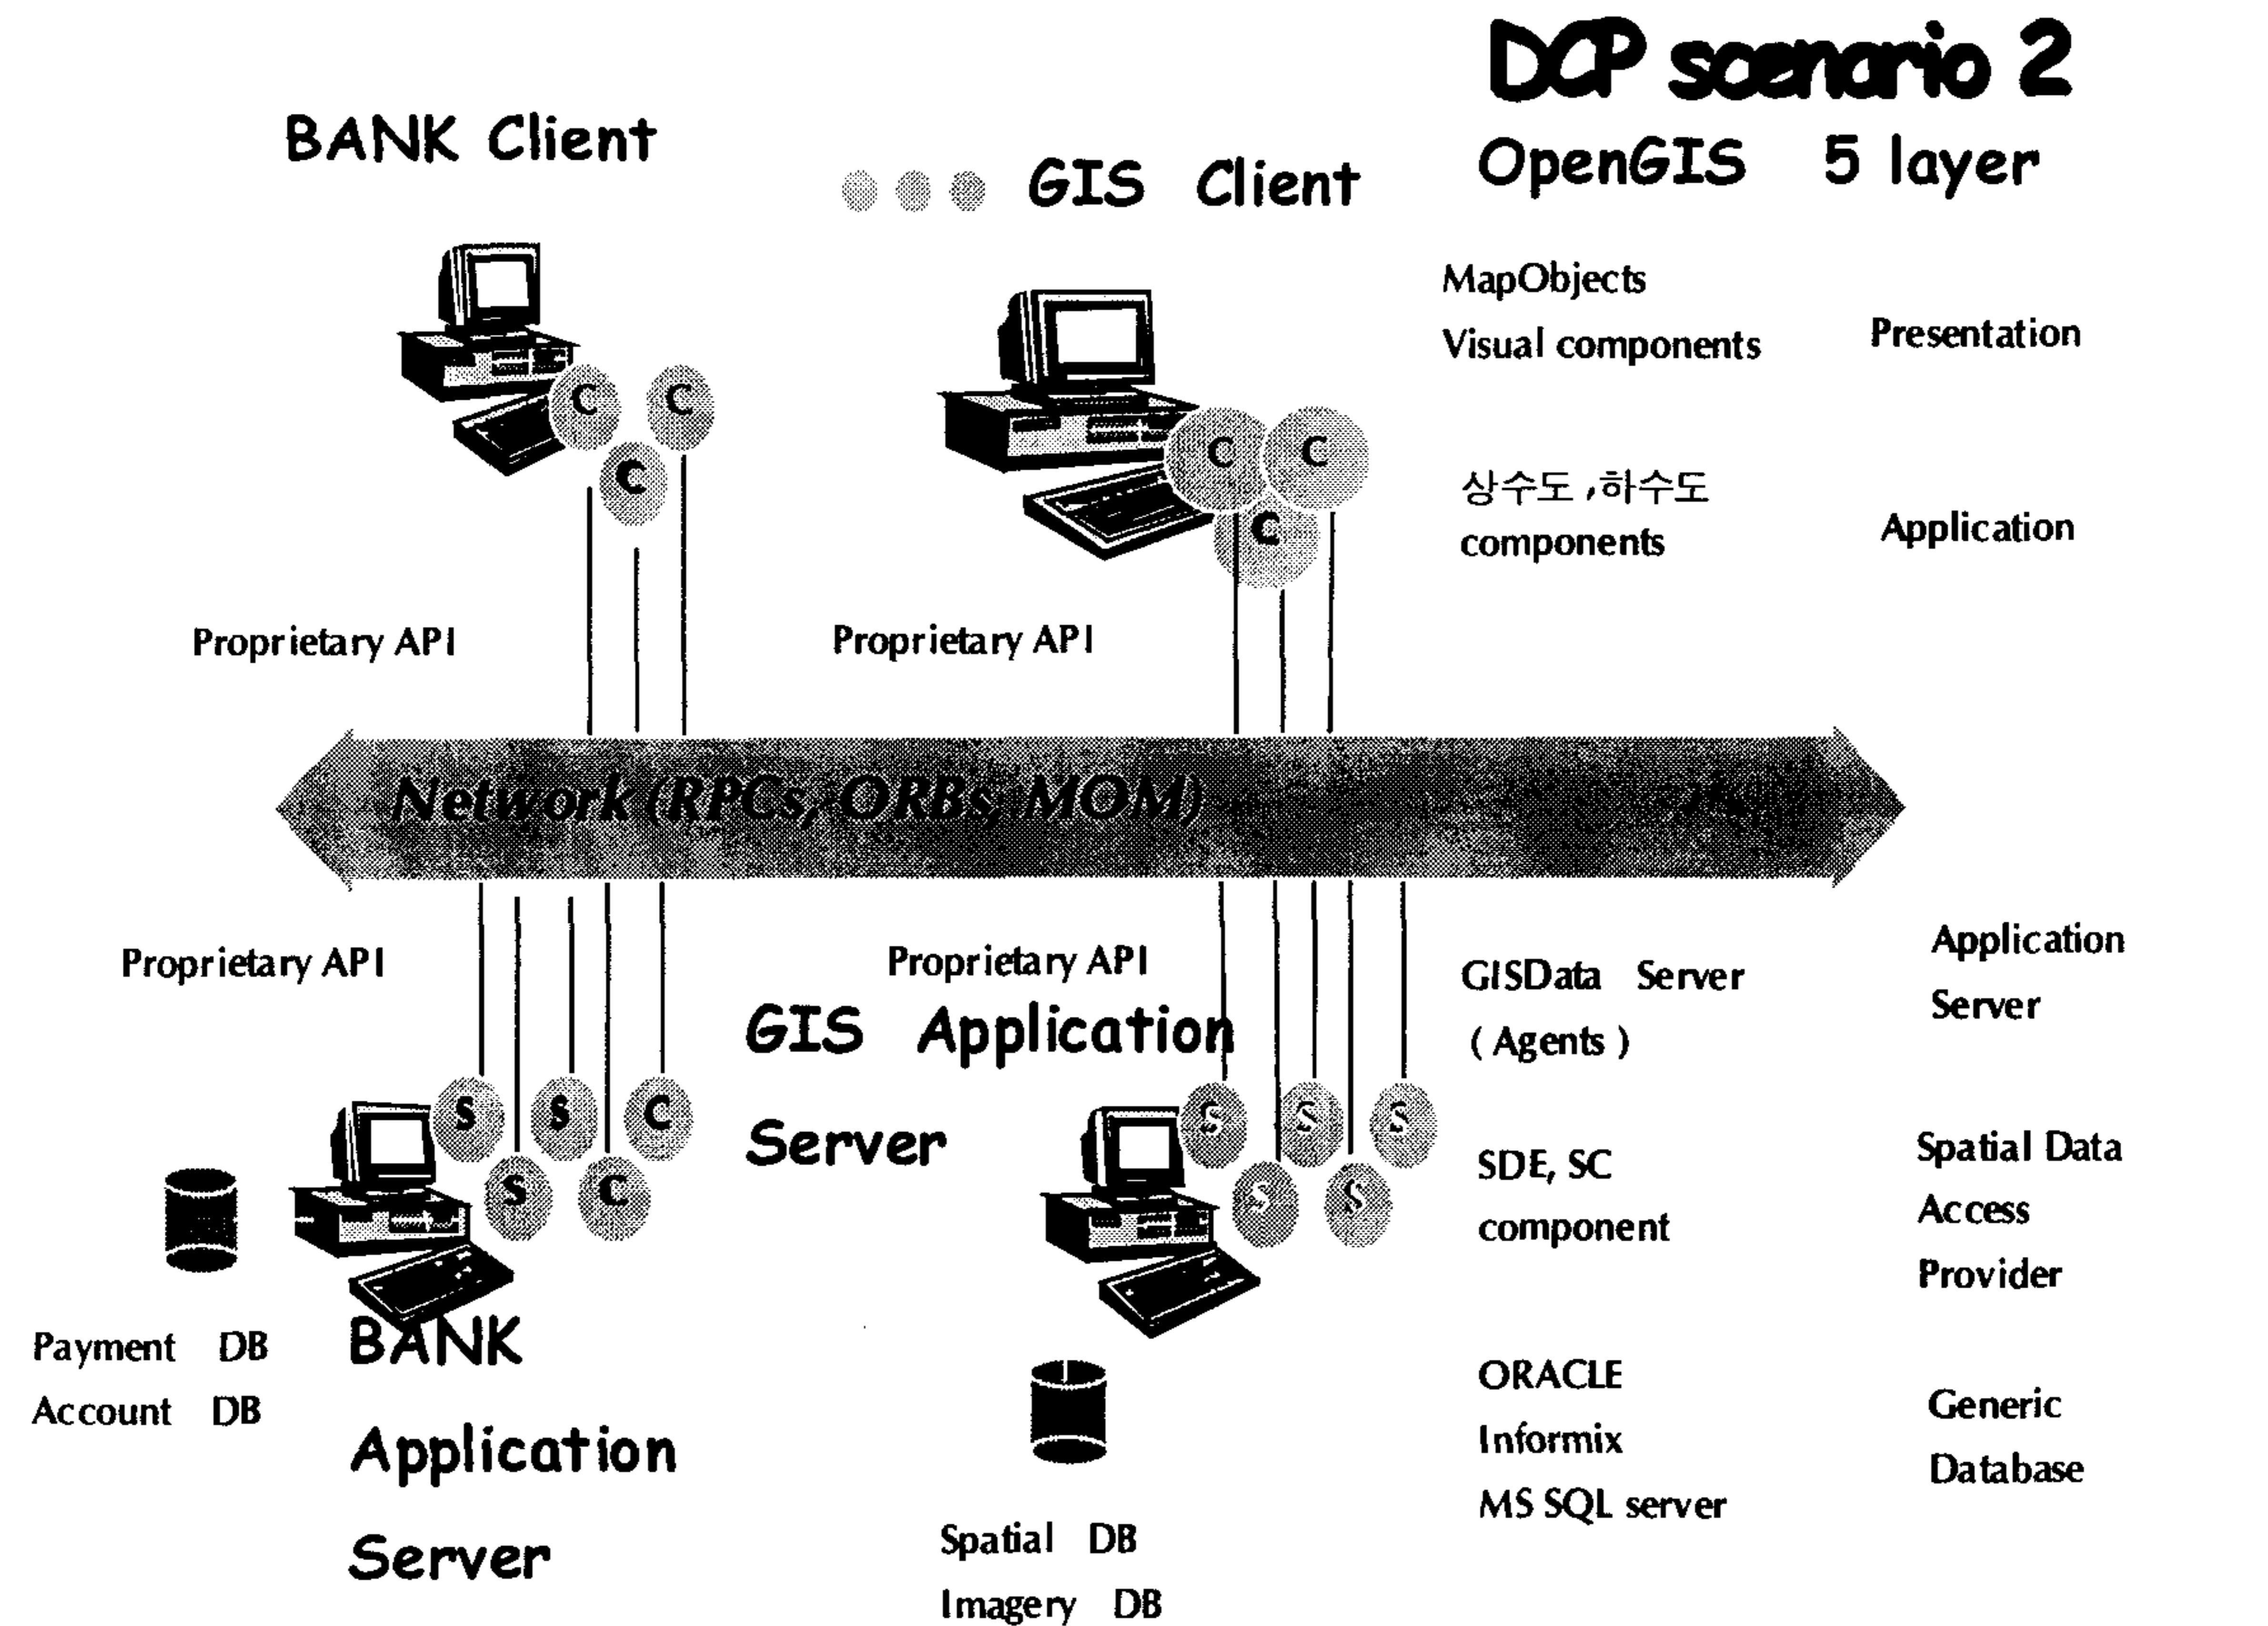 DCP scenario 2
OpenGIS 5 layer
BANK Client
GIS Client
MapObjects
Visual components
Presentation
C
C
C
C
C
C
상수도 ,하수도
components
Application
Proprietary API
Proprietary API
Network (RPCs, ORBs, MOM)
Proprietary API
Proprietary API
GISData Server
( Agents )
Application
Server
GIS Application
Server
S
S
C
S
C
S
S
S
S
S
SDE, SC
component
Spatial Data
Access
Provider
Payment DB
Account DB
BANK
Application
Server
Spatial DB
Imagery DB
ORACLE
Informix
MS SQL server
Generic
Database